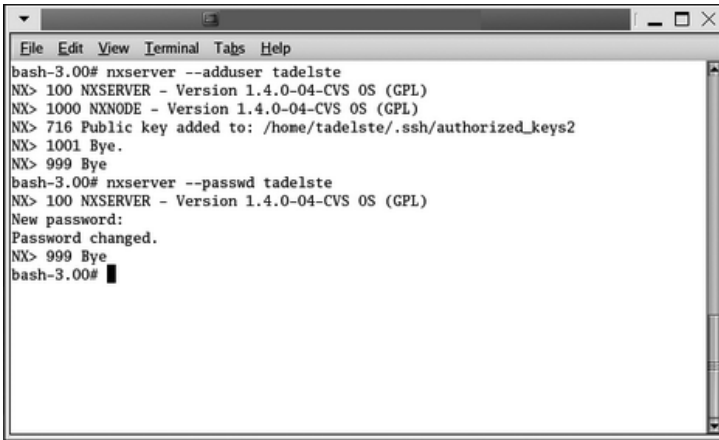 File Edit View Terminal Tabs Help
bash-3.00# nxserver --adduser tadelste
NX> 100 NXSERVER - Version 1.4.0-04-CVS OS (GPL)
NX> 1000 NXNODE - Version 1.4.0-04-CVS OS (GPL)
NX> 716 Public key added to: /home/tadelste/.ssh/authorized_keys2
NX> 1001 Bye.
NX> 999 Bye
bash-3.00# nxserver --passwd tadelste
NX> 100 NXSERVER - Version 1.4.0-04-CVS OS (GPL)
New password:
Password changed.
NX> 999 Bye
bash-3.00#